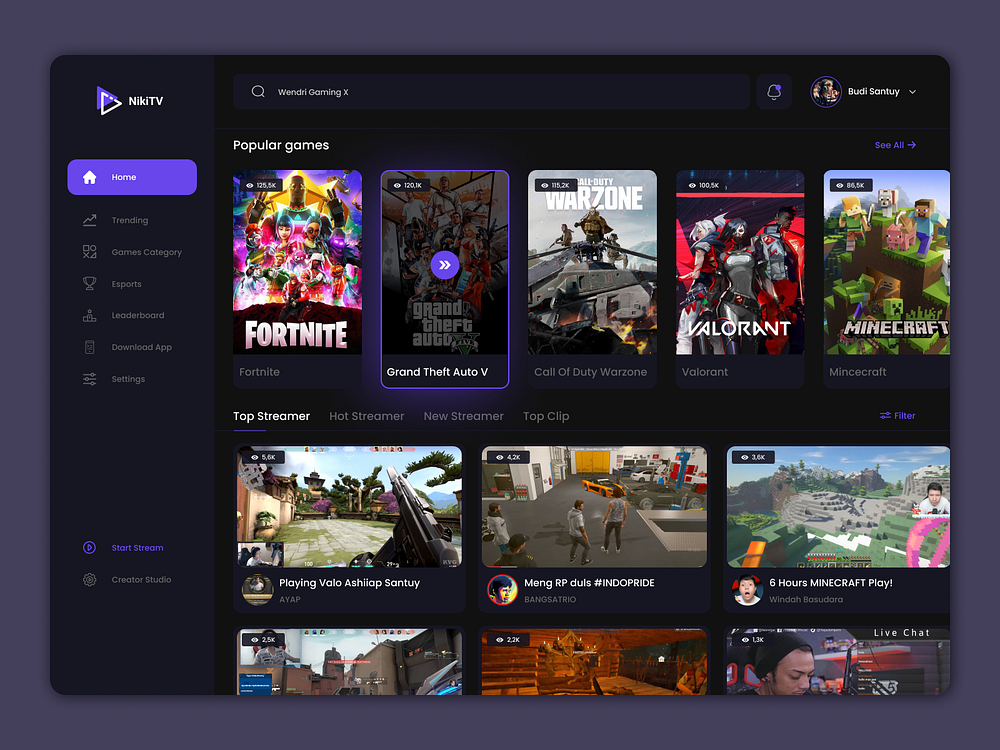 NikiTV
Wendri Gaming X
Budi Santuy
Home
Trending
Games Category
Esports
Leaderboard
Download App
Settings
Start Stream
Creator Studio
Popular games
See All
125,5K
FORTNITE
Fortnite
120,1K
grand
theft
auto
Grand Theft Auto V
115,2K
CALL OF DUTY
WARZONE
Call Of Duty Warzone
100,5K
VALORANT
Valorant
86,5K
MINECRAFT
Mincecraft
Top Streamer
Hot Streamer
New Streamer
Top Clip
Filter
5,6K
100
Playing Valo Ashiiap Santuy
AYAP
4,2K
Meng RP duls #INDOPRIDE
BANGSATRIO
3,6K
6 Hours MINECRAFT Play!
Windah Basudara
2,5K
2,2K
1,3K
Live Chat